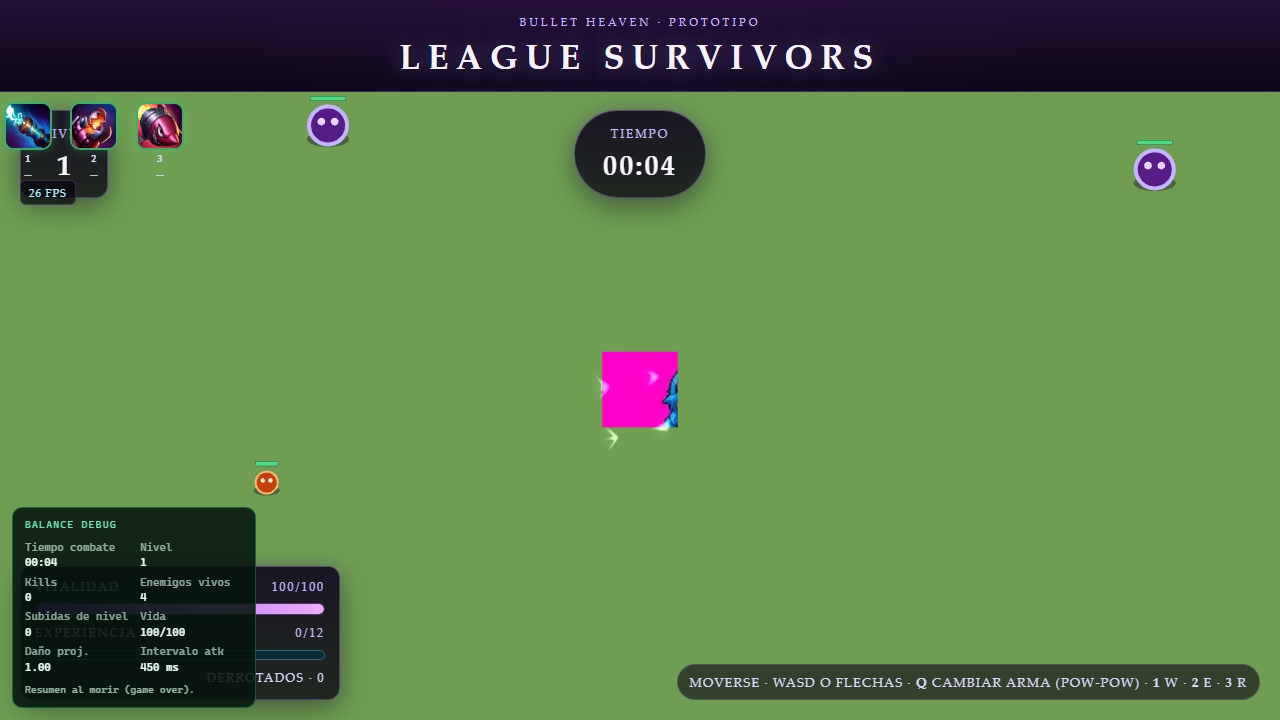 BULLET HEAVEN · PROTOTIPO
LEAGUE SURVIVORS
IV
1
1
2
3
–
–
–
26 FPS
TIEMPO
00:04
BALANCE DEBUG
Tiempo combate Nivel
00:04 1
Kills Enemigos vivos
0 4
Subidas de nivel Vida
0 100/100
Daño proj. Intervalo atk
1.00 450 ms
Resumen al morir (game over).
VITALIDAD 100/100
EXPERIENCIA 0/12
DERROTADOS · 0
MOVERSE · WASD O FLECHAS · Q CAMBIAR ARMA (POW-POW) · 1 W · 2 E · 3 R